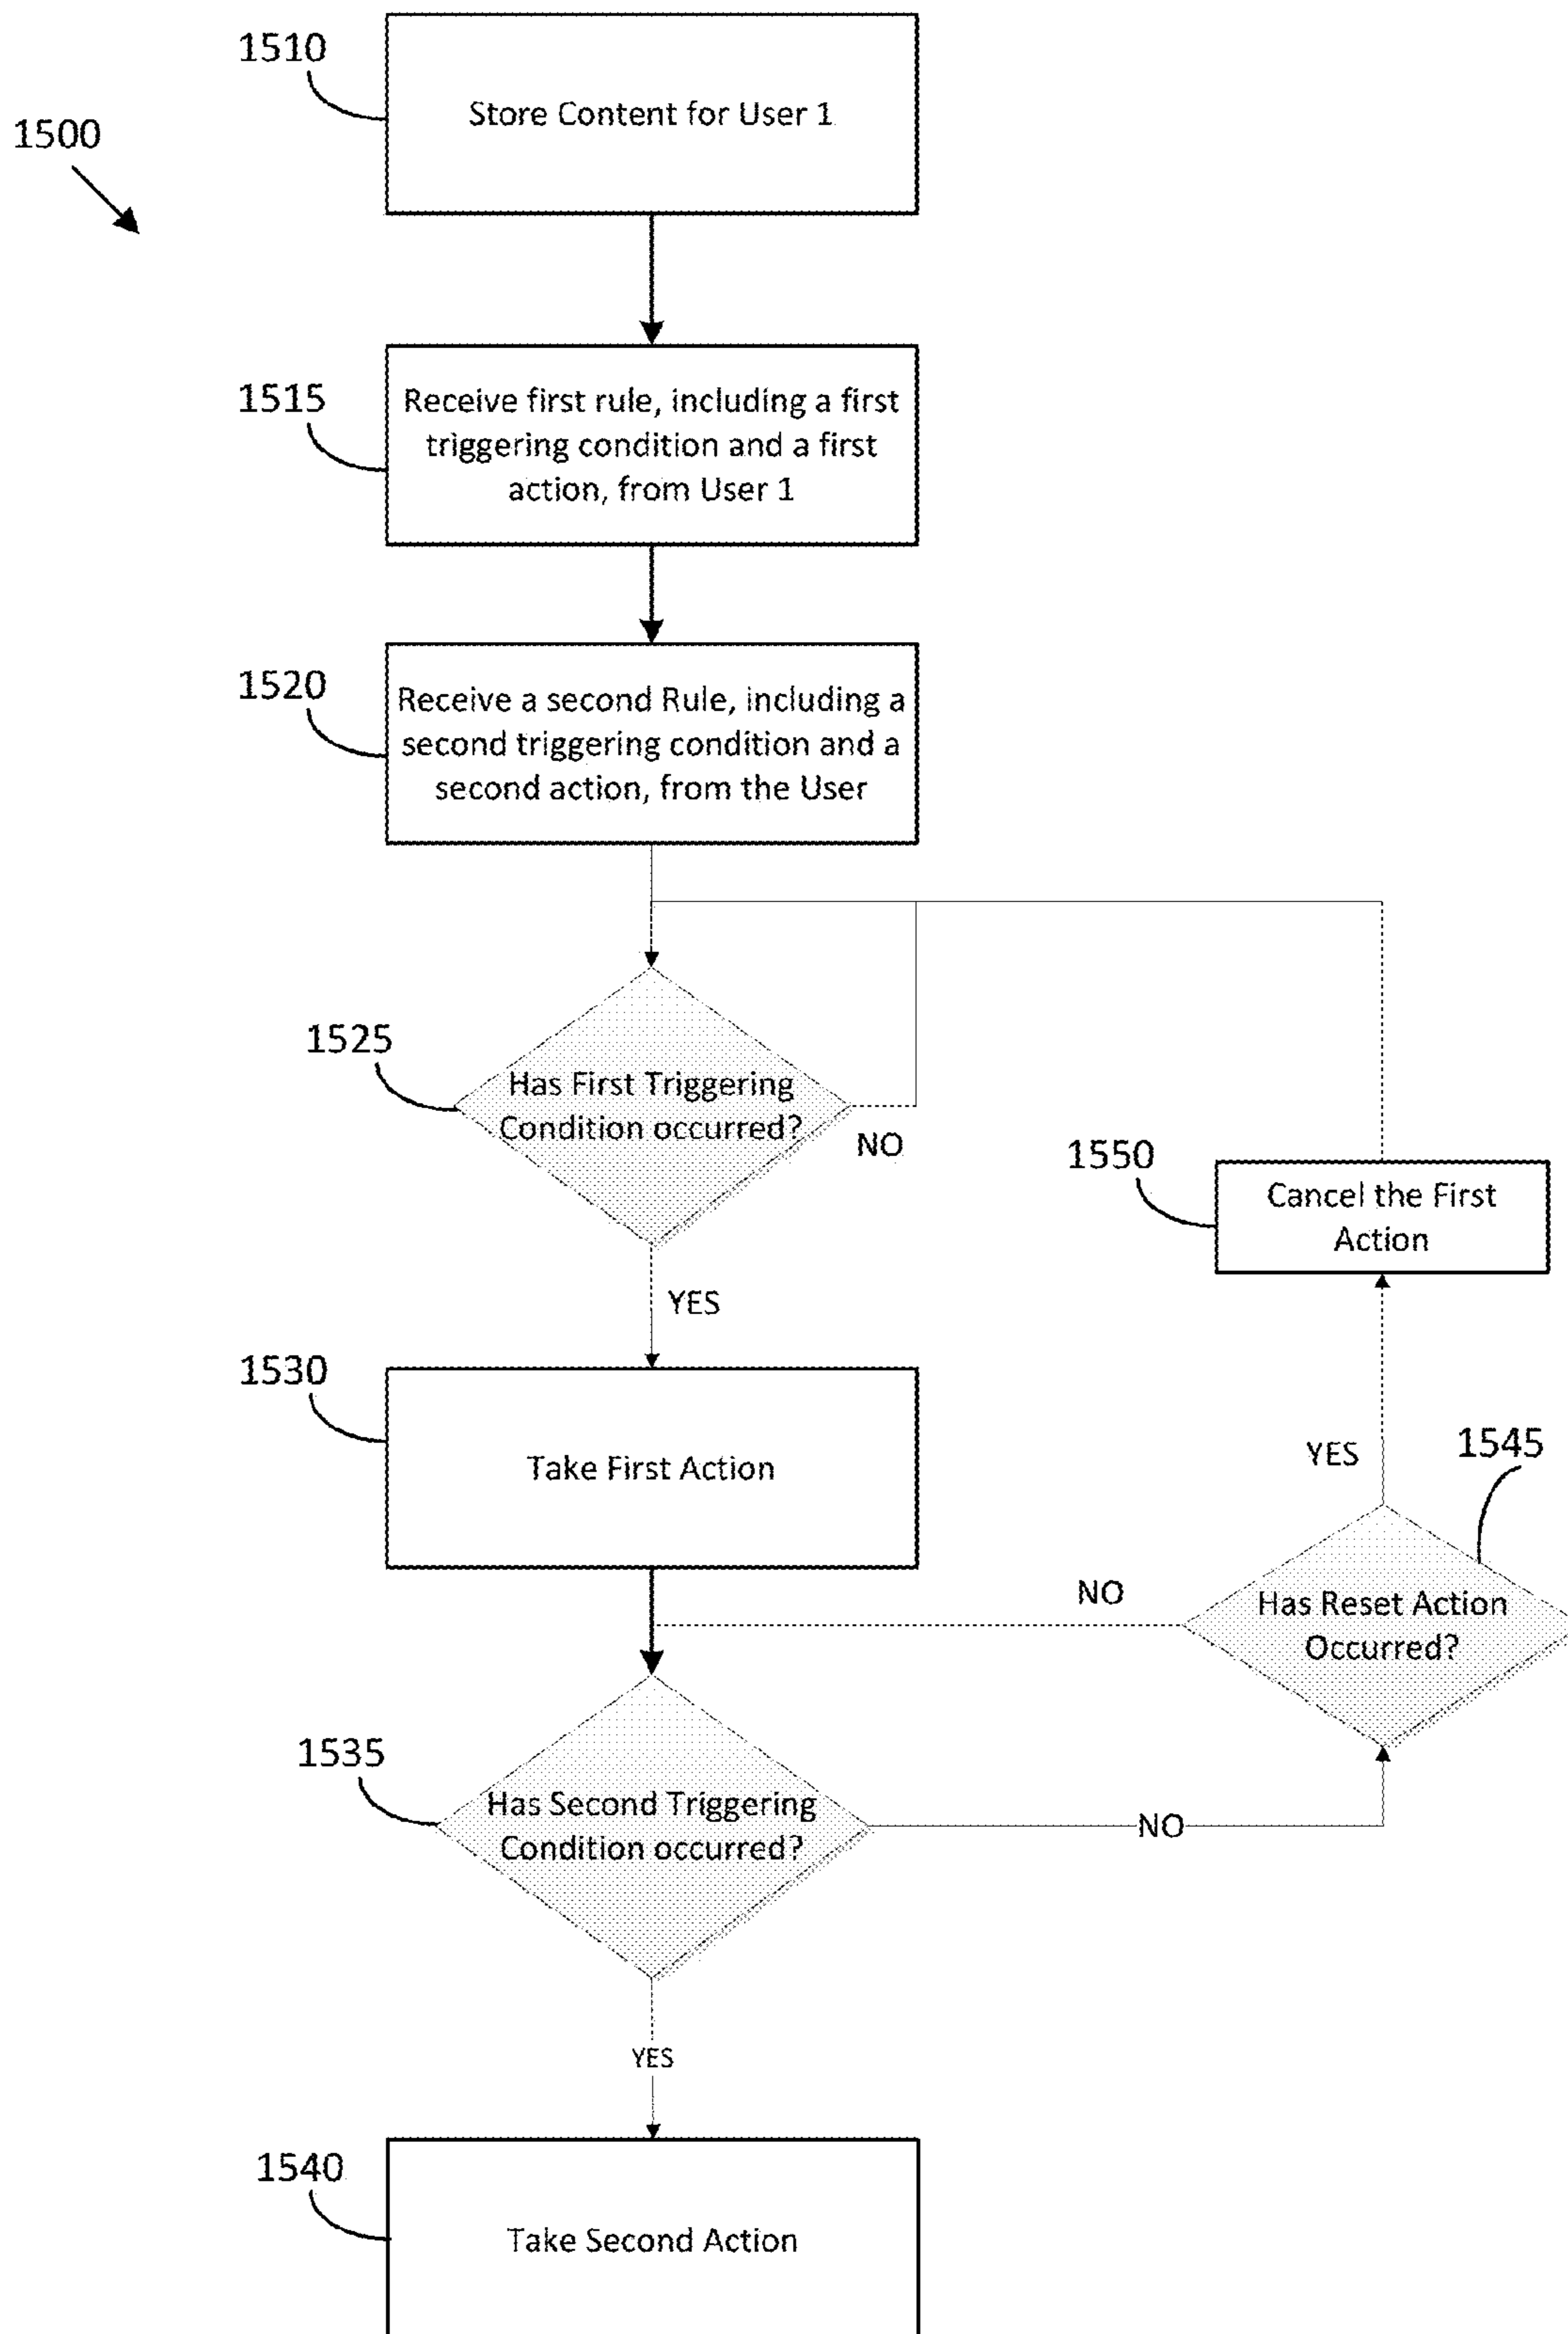 1510
Store Content for User 1
1500
1515
Receive first rule, including a first
triggering condition and a first
action, from User 1
1520
Receive a second Rule, including a
second triggering condition and a
second action, from the User
1525
Has First Triggering
Condition occurred?
NO
1550
Cancel the First
Action
YES
1530
Take First Action
YES
1545
NO
Has Reset Action
Occurred?
1535
Has Second Triggering
Condition occurred?
NO
YES
1540
Take Second Action